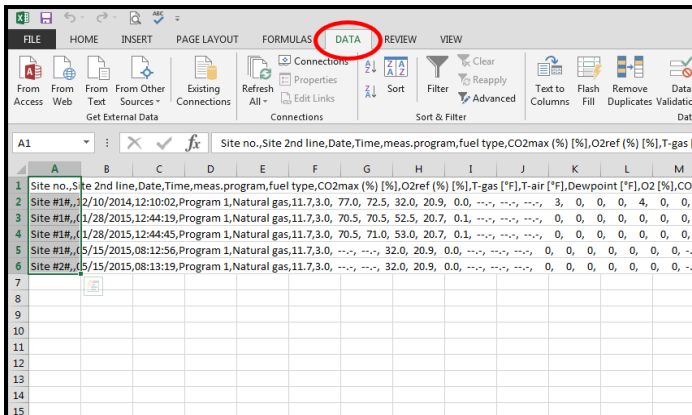 ABC
FILE HOME INSERT PAGE LAYOUT FORMULAS DATA REVIEW VIEW
From Access From Web From Text From Other Sources Existing Connections Refresh All Connections Properties Edit Links Sort Filter Clear Reapply Advanced Text to Columns Flash Fill Remove Duplicates Data
Get External Data Connections Sort & Filter
A1 fx Site no.,Site 2nd line,Date,Time,meas.program,fuel type,CO2max (%) [%],O2ref (%) [%],T-gas
A B C D E F G H I J K L M
1 Site no.,Site 2nd line,Date,Time,meas.program,fuel type,CO2max (%) [%],O2ref (%) [%],T-gas [°F],T-air [°F],Dewpoint [°F],O2 [%],CO
2 Site #1#,,12/10/2014,12:10:02,Program 1,Natural gas,11.7,3.0, 77.0, 72.5, 32.0, 20.9, 0.0, --.-, --.-, 3, 0, 0, 0, 4, 0, 0,
3 Site #1#,,01/28/2015,12:44:19,Program 1,Natural gas,11.7,3.0, 70.5, 70.5, 52.5, 20.7, 0.1, --.-, --.-, 0, 0, 0, 0, 0, 0, 0,
4 Site #1#,,01/28/2015,12:44:45,Program 1,Natural gas,11.7,3.0, 70.5, 71.0, 53.0, 20.7, 0.1, --.-, --.-, 0, 0, 0, 0, 0, 0, 0,
5 Site #1#,,05/15/2015,08:12:56,Program 1,Natural gas,11.7,3.0, --.-, --.-, 32.0, 20.9, 0.0, --.-, --.-, 0, 0, 0, 0, 0, 0, -.
6 Site #2#,,05/15/2015,08:13:19,Program 1,Natural gas,11.7,3.0, --.-, --.-, 32.0, 20.9, 0.0, --.-, --.-, 0, 0, 0, 0, 0, 0, -.
7
8
9
10
11
12
13
14
15